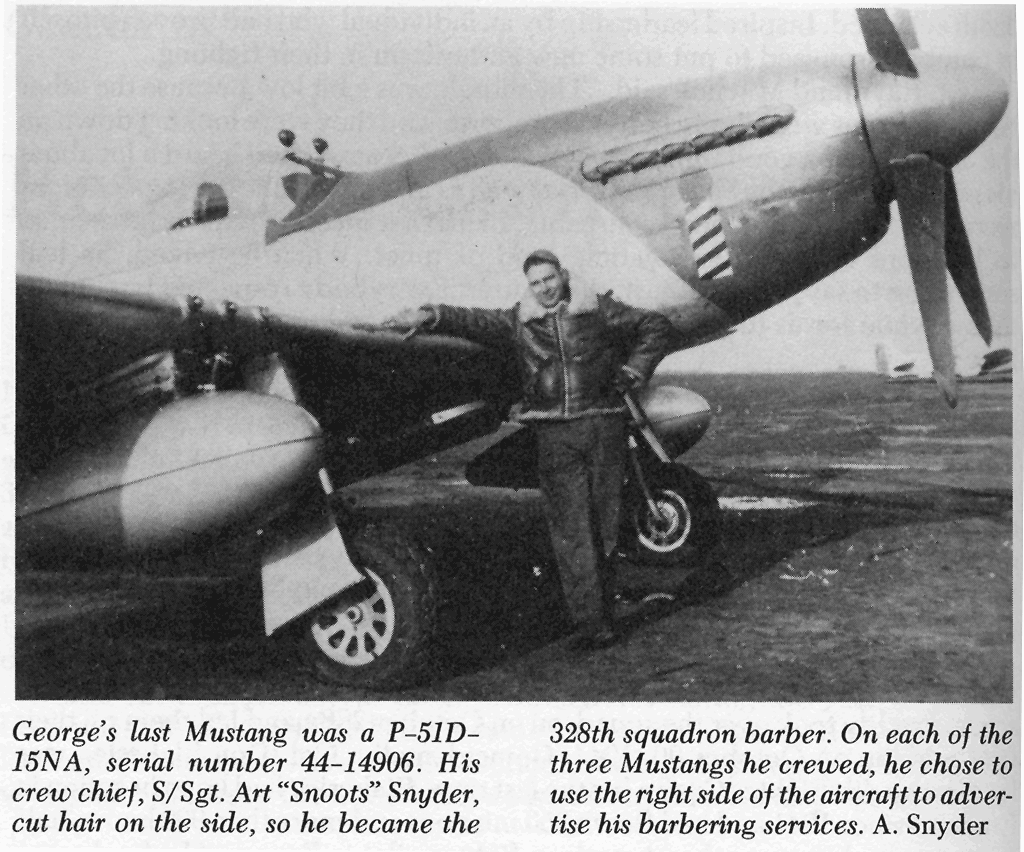 George's last Mustang was a P–51D–
15NA, serial number 44–14906. His
crew chief, S/Sgt. Art “Snoots” Snyder,
cut hair on the side, so he became the
328th squadron barber. On each of the
three Mustangs he crewed, he chose to
use the right side of the aircraft to adver-
tise his barbering services. A. Snyder